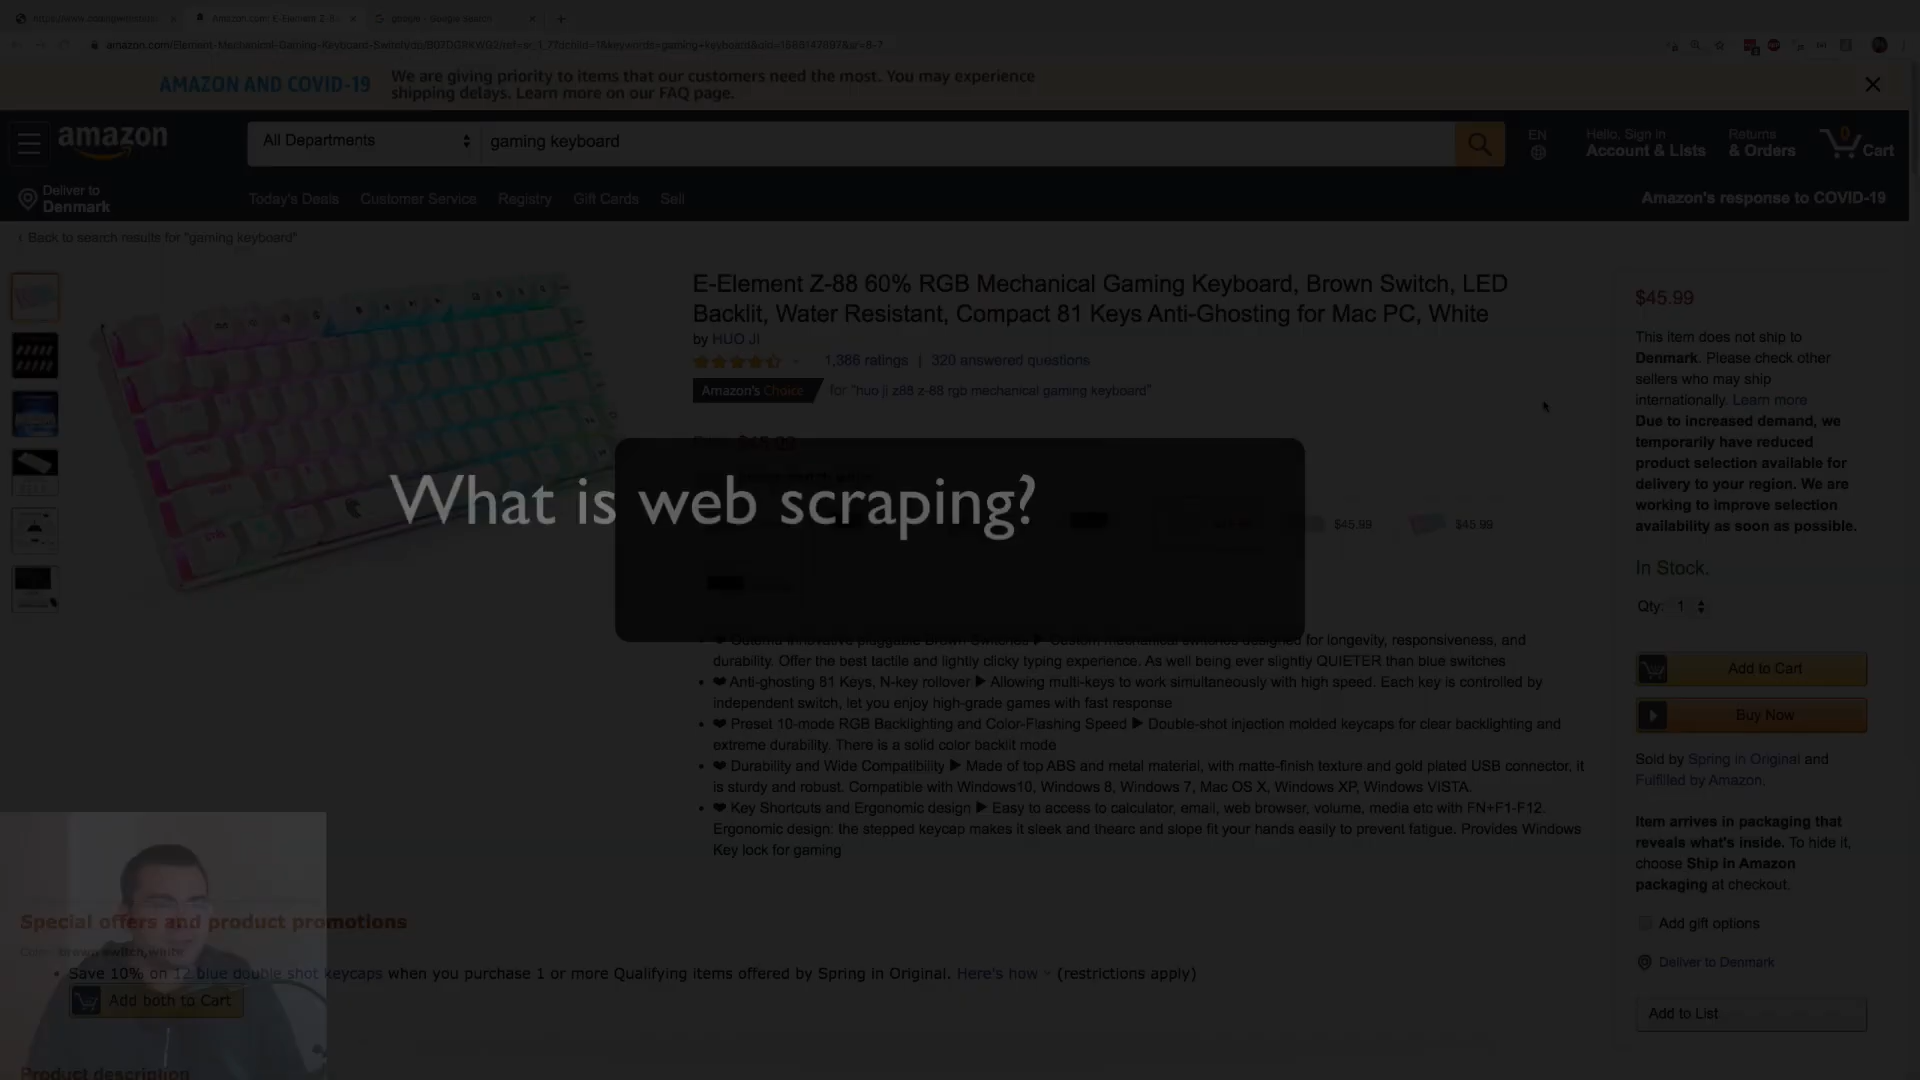 Amazon.com: E-Element Z-8
google - Google Search
AMAZON AND COVID-19
We are giving priority to items that our customers need the most. You may experience
shipping delays. Learn more on our FAQ page.
amazon
All Departments
gaming keyboard
EN
Hello, Sign in
Account & Lists
Returns
& Orders
0
Cart
Deliver to
Denmark
Today's Deals
Customer Service
Registry
Gift Cards
Sell
Amazon's response to COVID-19
‹ Back to search results for "gaming keyboard"
E-Element Z-88 60% RGB Mechanical Gaming Keyboard, Brown Switch, LED
Backlit, Water Resistant, Compact 81 Keys Anti-Ghosting for Mac PC, White
by HUO JI
1,386 ratings | 320 answered questions
Amazon's Choice
for "huo ji z88 z-88 rgb mechanical gaming keyboard"
What is web scraping?
$45.99
$45.99
for longevity, responsiveness, and
durability. Offer the best tactile and lightly clicky typing experience. As well being ever slightly QUIETER than blue switches
• ❤ Anti-ghosting 81 Keys, N-key rollover ▶ Allowing multi-keys to work simultaneously with high speed. Each key is controlled by
independent switch, let you enjoy high-grade games with fast response
• ❤ Preset 10-mode RGB Backlighting and Color-Flashing Speed ▶ Double-shot injection molded keycaps for clear backlighting and
extreme durability. There is a solid color backlit mode
• ❤ Durability and Wide Compatibility ▶ Made of top ABS and metal material, with matte-finish texture and gold plated USB connector, it
is sturdy and robust. Compatible with Windows10, Windows 8, Windows 7, Mac OS X, Windows XP, Windows VISTA.
• ❤ Key Shortcuts and Ergonomic design ▶ Easy to access to calculator, email, web browser, volume, media etc with FN+F1-F12.
Ergonomic design: the stepped keycap makes it sleek and thearc and slope fit your hands easily to prevent fatigue. Provides Windows
Key lock for gaming
$45.99
This item does not ship to
Denmark. Please check other
sellers who may ship
internationally. Learn more
Due to increased demand, we
temporarily have reduced
product selection available for
delivery to your region. We are
working to improve selection
availability as soon as possible.
In Stock.
Qty: 1
Add to Cart
Buy Now
Sold by Spring in Original and
Fulfilled by Amazon.
Item arrives in packaging that
reveals what's inside. To hide it,
choose Ship in Amazon
packaging at checkout.
Add gift options
Deliver to Denmark
Add to List
Special offers and product promotions
• Save 10% on 12 blue double shot keycaps when you purchase 1 or more Qualifying items offered by Spring in Original. Here's how (restrictions apply)
Add both to Cart
Product description